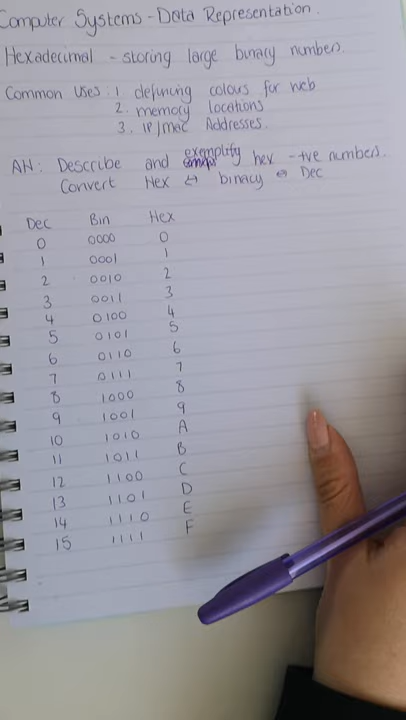 Computer Systems - Data Representation.
Hexadecimal - storing large binary numbers.
Common Uses: 1 defining colours for web
2. memory locations
3. IP/MAC Addresses.
AH: Describe and exemplify hex -+ve numbers.
Convert Hex ↔ binary ↔ Dec
Dec Bin Hex
0 0000 0
1 0001 1
2 0010 2
3 0011 3
4 0100 4
5 0101 5
6 0110 6
7 0111 7
8 1000 8
9 1001 9
10 1010 A
11 1011 B
12 1100 C
13 1101 D
14 1110 E
15 1111 F